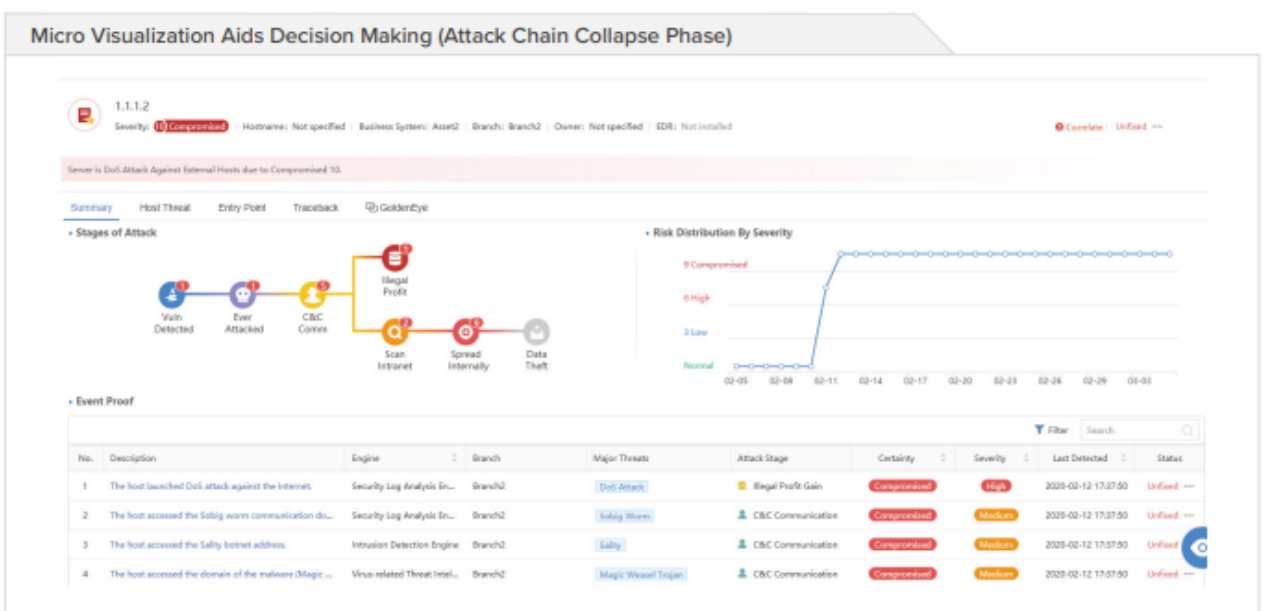 Micro Visualization Aids Decision Making (Attack Chain Collapse Phase)
1.1.1.2
Severity: 10 Compromised Hostname: Not specified Business System: Asset2 Branch: Branch2 Owner: Not specified EDR: Not installed
Correlate Unfixed ...
Server is DoS Attack Against External Hosts due to Compromised 10.
Summary Host Threat Entry Point Traceback GoldenEye
Stages of Attack
1 Vuln Detected
1 Ever Attacked
5 C&C Comm
1 Illegal Profit
2 Scan Intranet
Spread Internally
Data Theft
Risk Distribution By Severity
9 Compromised
6 High
3 Low
Normal
02-05 02-08 02-11 02-14 02-17 02-20 02-23 02-26 02-29 03-03
Event Proof
Filter Search
No. Description Engine Branch Major Threats Attack Stage Certainty Severity Last Detected Status
1 The host launched DoS attack against the Internet. Security Log Analysis En... Branch2 DoS Attack Illegal Profit Gain Compromised High 2020-02-12 17:37:50 Unfixed ...
2 The host accessed the Sobig worm communication do... Security Log Analysis En... Branch2 Sobig Worm C&C Communication Compromised Medium 2020-02-12 17:37:50 Unfixed ...
3 The host accessed the Sality botnet address. Intrusion Detection Engine Branch2 Sality C&C Communication Compromised Medium 2020-02-12 17:37:50 Unfixed
4 The host accessed the domain of the malware (Magic ... Virus-related Threat Intel... Branch2 Magic Weasel Trojan C&C Communication Compromised Medium 2020-02-12 17:37:50 Unfixed ...